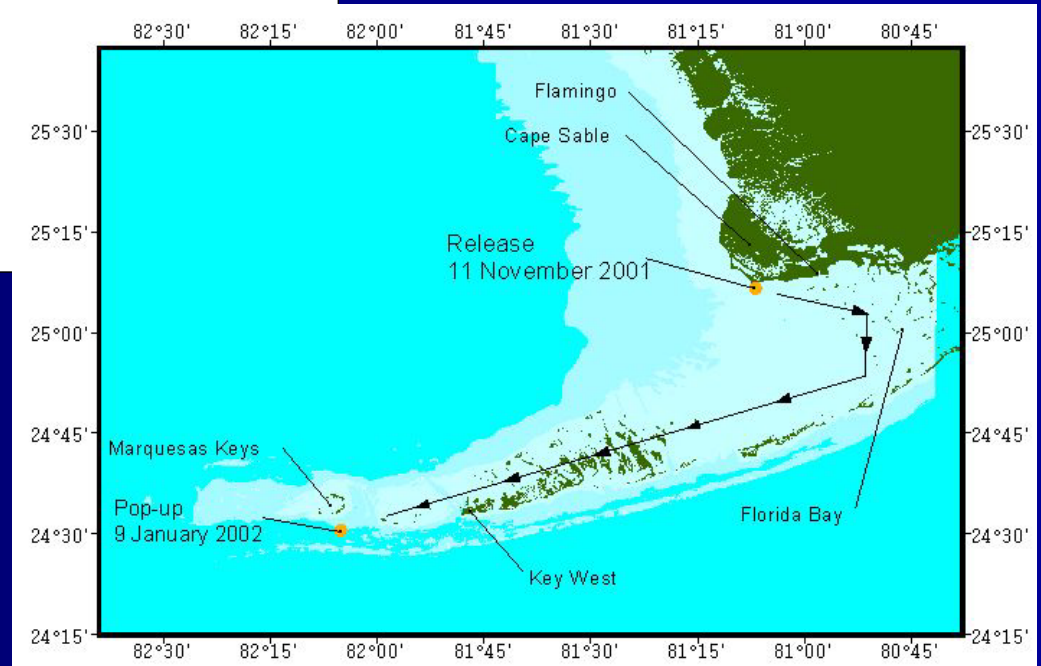 82°30' 82°15' 82°00' 81°45' 81°30' 81°15' 81°00' 80°45'
Flamingo
25°30' 25°30'
Cape Sable
25°15' 25°15'
Release
11 November 2001
25°00' 25°00'
24°45' 24°45'
Marquesas Keys
Pop-up
9 January 2002
Florida Bay
24°30' 24°30'
Key West
24°15' 24°15'
82°30' 82°15' 82°00' 81°45' 81°30' 81°15' 81°00' 80°45'